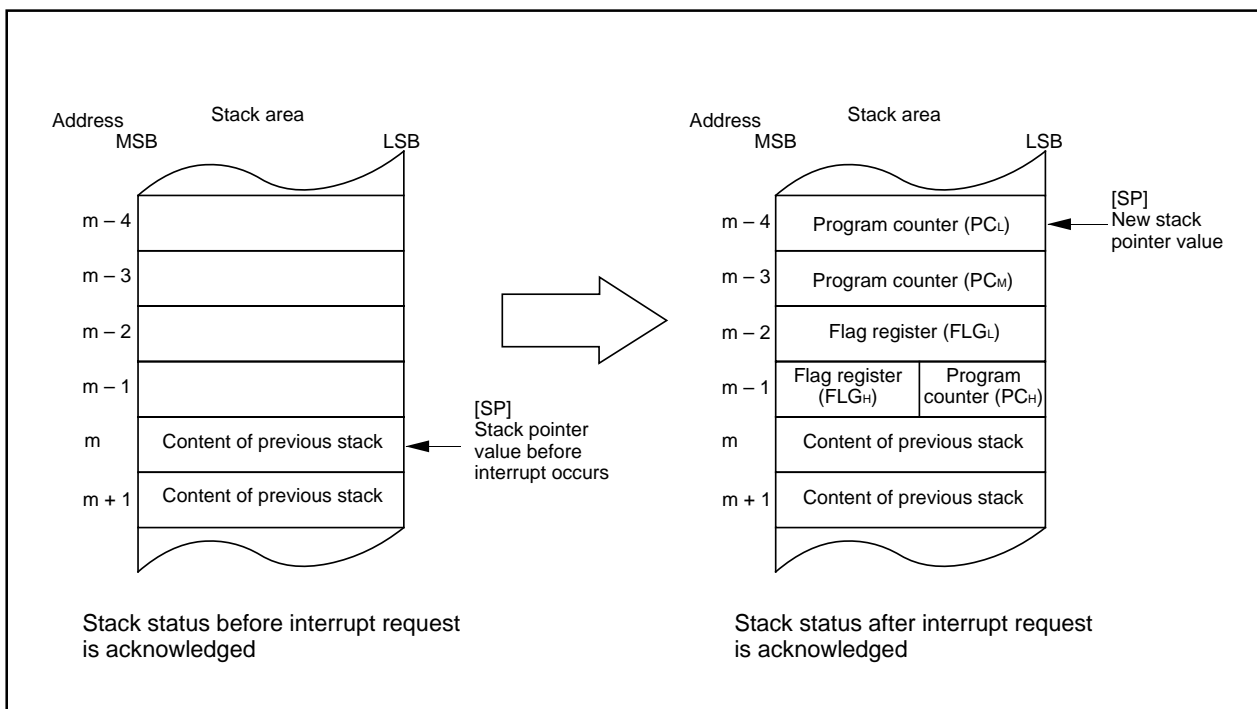 Stack area
Address
MSB
LSB
m – 4
m – 3
m – 2
m – 1
m
Content of previous stack
m + 1
Content of previous stack
[SP]
Stack pointer
value before
interrupt occurs
Stack status before interrupt request
is acknowledged
Stack area
Address
MSB
LSB
m – 4
Program counter (PCL)
[SP]
New stack
pointer value
m – 3
Program counter (PCM)
m – 2
Flag register (FLGL)
m – 1
Flag register
(FLGH)
Program
counter (PCH)
m
Content of previous stack
m + 1
Content of previous stack
Stack status after interrupt request
is acknowledged